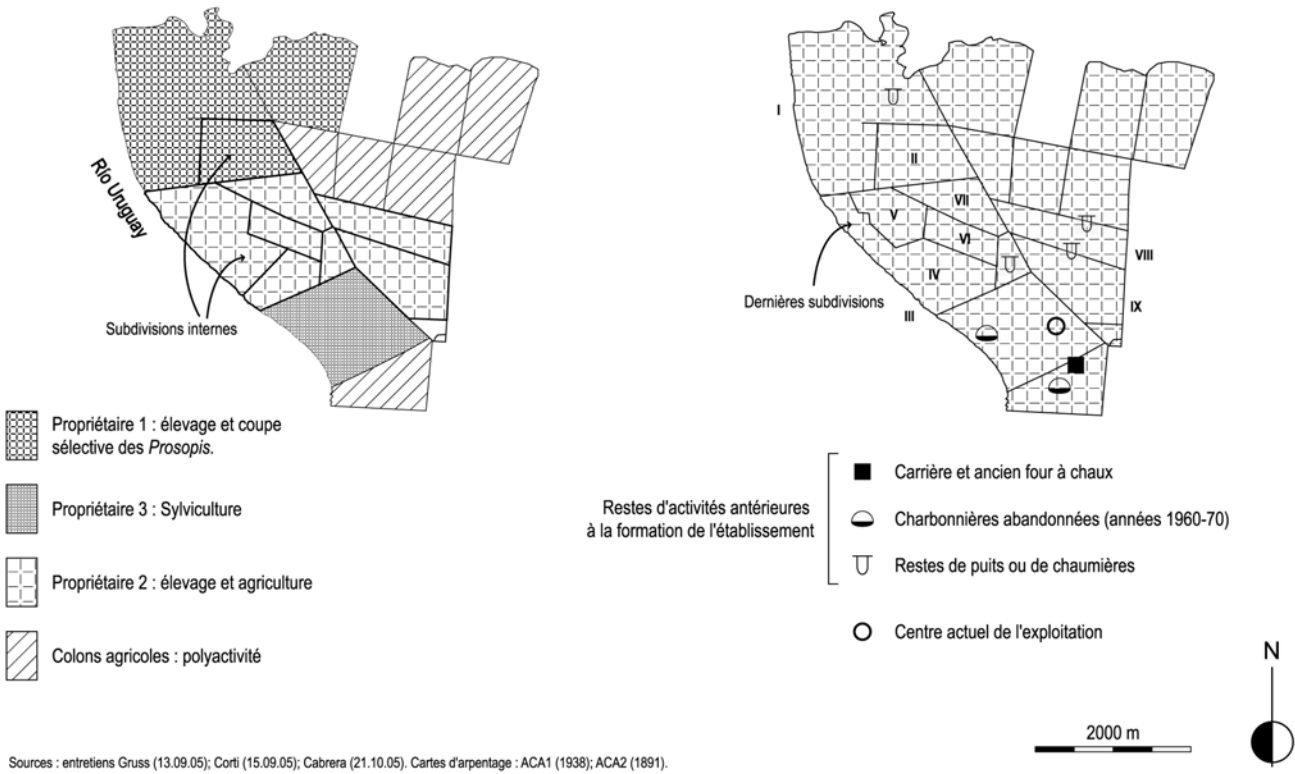 Río Uruguay
Subdivisions internes
Propriétaire 1 : élevage et coupe
sélective des Prosopis.
Propriétaire 3 : Sylviculture
Propriétaire 2 : élevage et agriculture
Colons agricoles : polyactivité
I
II
VII
V
VI
VIII
IV
IX
III
Dernières subdivisions
Restes d'activités antérieures
à la formation de l'établissement
Carrière et ancien four à chaux
Charbonnières abandonnées (années 1960-70)
Restes de puits ou de chaumières
Centre actuel de l'exploitation
N
2000 m
Sources : entretiens Gruss (13.09.05); Corti (15.09.05); Cabrera (21.10.05). Cartes d'arpentage : ACA1 (1938); ACA2 (1891).